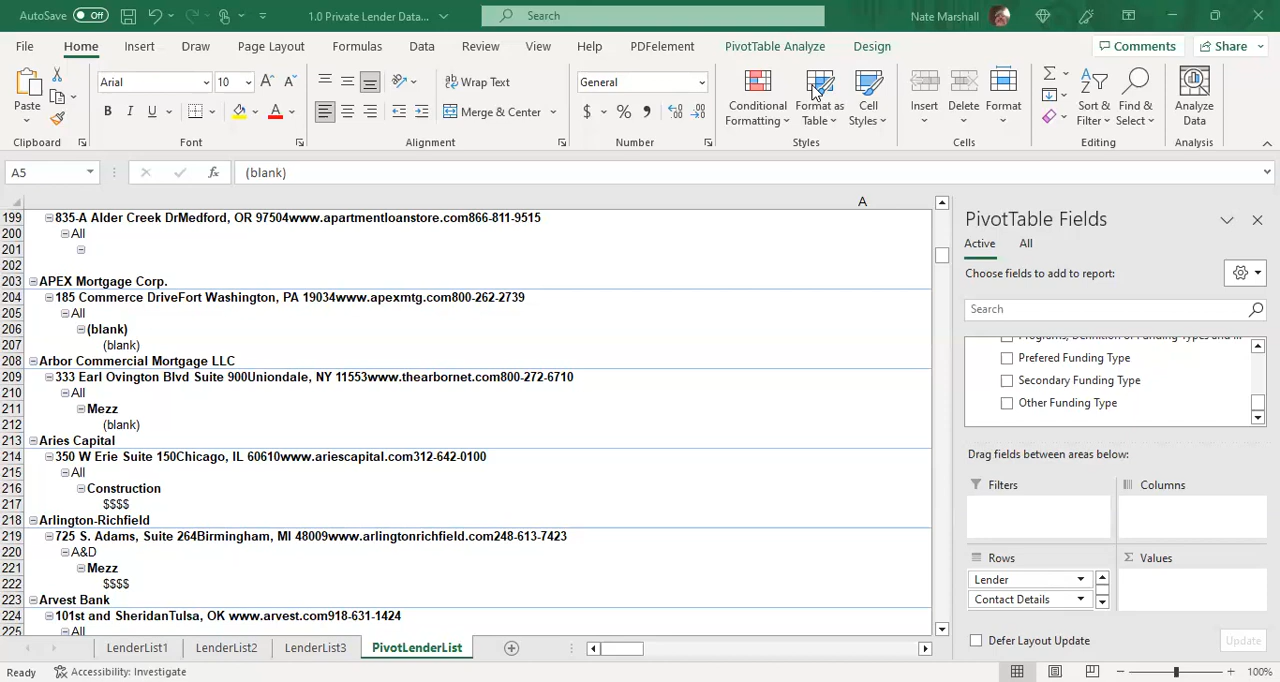 AutoSave Off 1.0 Private Lender Data... Search Nate Marshall
File Home Insert Draw Page Layout Formulas Data Review View Help PDFelement PivotTable Analyze Design Comments Share
Paste Arial 10 Wrap Text General Conditional Formatting Format as Table Cell Styles Insert Delete Format Sort & Filter Find & Select Analyze Data
B I U A Merge & Center $ % ,
Clipboard Font Alignment Number Styles Cells Editing Analysis
A5 fx (blank)
A
199 835-A Alder Creek DrMedford, OR 97504www.apartmentloanstore.com866-811-9515
200 All
201
202
203 APEX Mortgage Corp.
204 185 Commerce DriveFort Washington, PA 19034www.apexmtg.com800-262-2739
205 All
206 (blank)
207 (blank)
208 Arbor Commercial Mortgage LLC
209 333 Earl Ovington Blvd Suite 900Uniondale, NY 11553www.thearbornet.com800-272-6710
210 All
211 Mezz
212 (blank)
213 Aries Capital
214 350 W Erie Suite 150Chicago, IL 60610www.ariescapital.com312-642-0100
215 All
216 Construction
217 $$$$
218 Arlington-Richfield
219 725 S. Adams, Suite 264Birmingham, MI 48009www.arlingtonrichfield.com248-613-7423
220 A&D
221 Mezz
222 $$$$
223 Arvest Bank
224 101st and SheridanTulsa, OK www.arvest.com918-631-1424
225 All
PivotTable Fields
Active All
Choose fields to add to report:
Search
Programs, Definition of Funding Types and ...
Prefered Funding Type
Secondary Funding Type
Other Funding Type
Drag fields between areas below:
Filters Columns
Rows Σ Values
Lender
Contact Details
Defer Layout Update Update
LenderList1 LenderList2 LenderList3 PivotLenderList
Ready Accessibility: Investigate 100%